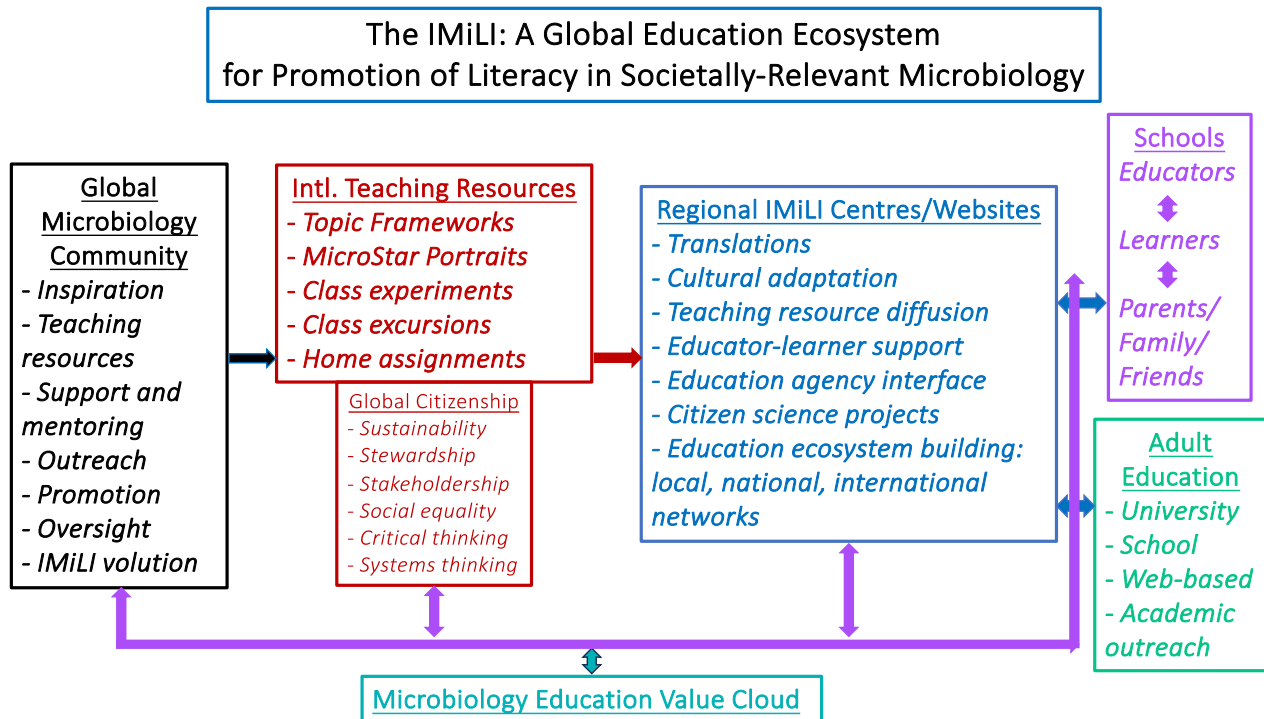 The IMiLI: A Global Education Ecosystem
for Promotion of Literacy in Societally-Relevant Microbiology
Global
Microbiology
Community
- Inspiration
- Teaching
resources
- Support and
mentoring
- Outreach
- Promotion
- Oversight
- IMiLI volution
Intl. Teaching Resources
- Topic Frameworks
- MicroStar Portraits
- Class experiments
- Class excursions
- Home assignments
Global Citizenship
- Sustainability
- Stewardship
- Stakeholdership
- Social equality
- Critical thinking
- Systems thinking
Regional IMiLI Centres/Websites
- Translations
- Cultural adaptation
- Teaching resource diffusion
- Educator-learner support
- Education agency interface
- Citizen science projects
- Education ecosystem building:
local, national, international
networks
Schools
Educators
Learners
Parents/
Family/
Friends
Adult
Education
- University
- School
- Web-based
- Academic
outreach
Microbiology Education Value Cloud